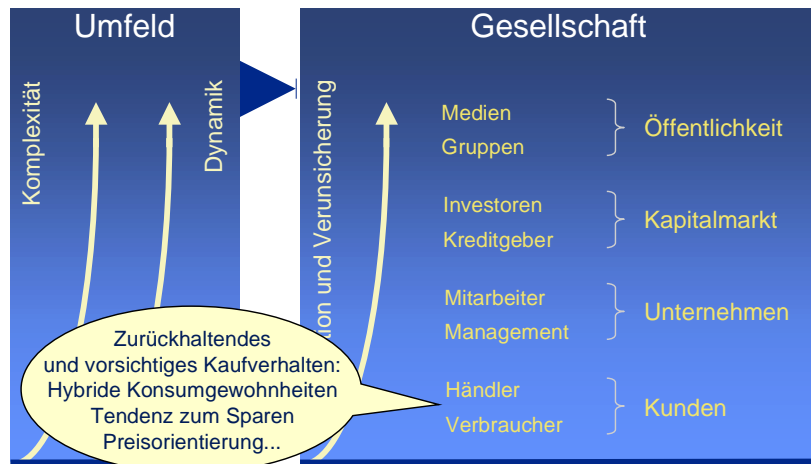 Umfeld
Komplexität
Dynamik
Gesellschaft
und Verunsicherung
Medien
Gruppen
Öffentlichkeit
Investoren
Kreditgeber
Kapitalmarkt
Mitarbeiter
Management
Unternehmen
Händler
Verbraucher
Kunden
Zurückhaltendes
und vorsichtiges Kaufverhalten:
Hybride Konsumgewohnheiten
Tendenz zum Sparen
Preisorientierung...